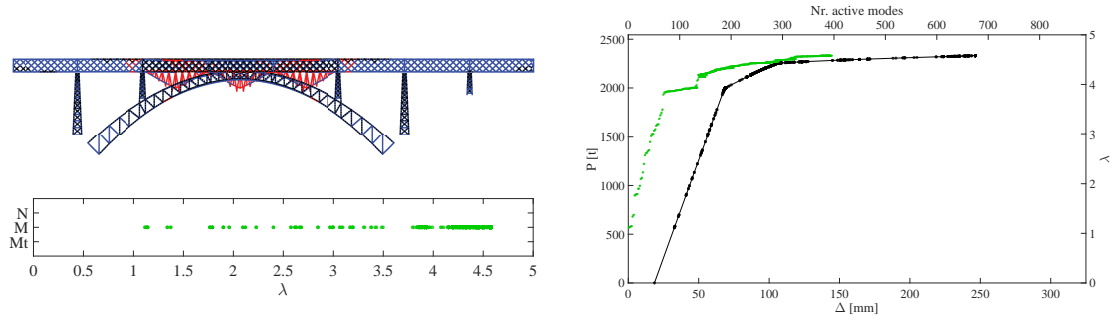 N
M
Mt
0 0.5 1 1.5 2 2.5 3 3.5 4 4.5 5
λ
Nr. active modes
0 100 200 300 400 500 600 700 800
2500
2000
1500
1000
500
0
P [t]
5
4
3
2
1
0
λ
0 50 100 150 200 250 300
Δ [mm]